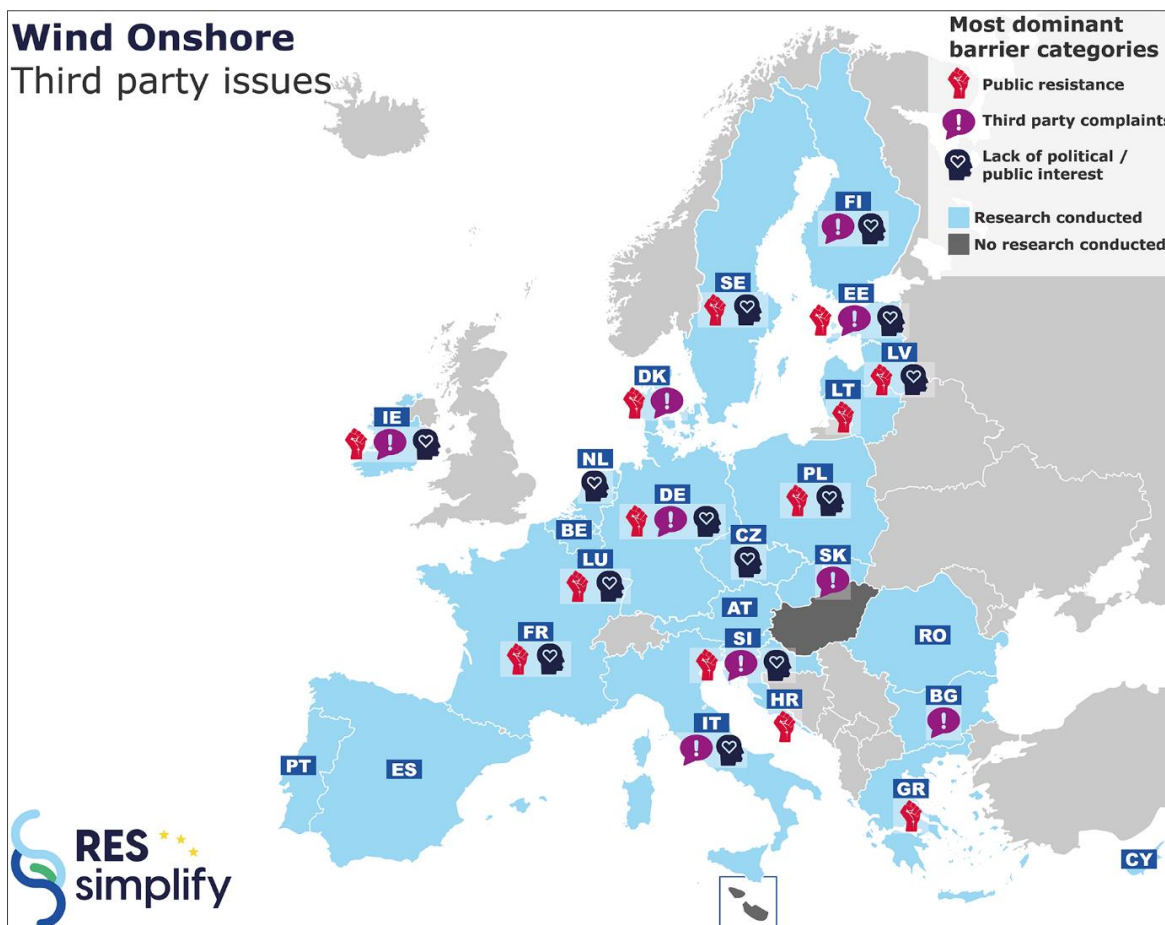 Wind Onshore
Third party issues
Most dominant
barrier categories
Public resistance
Third party complaints
Lack of political /
public interest
Research conducted
No research conducted
FI
SE
EE
LV
DK
LT
IE
NL
PL
DE
BE
CZ
LU
SK
AT
FR
SI
RO
HR
BG
IT
PT
ES
GR
CY
RES
simplify